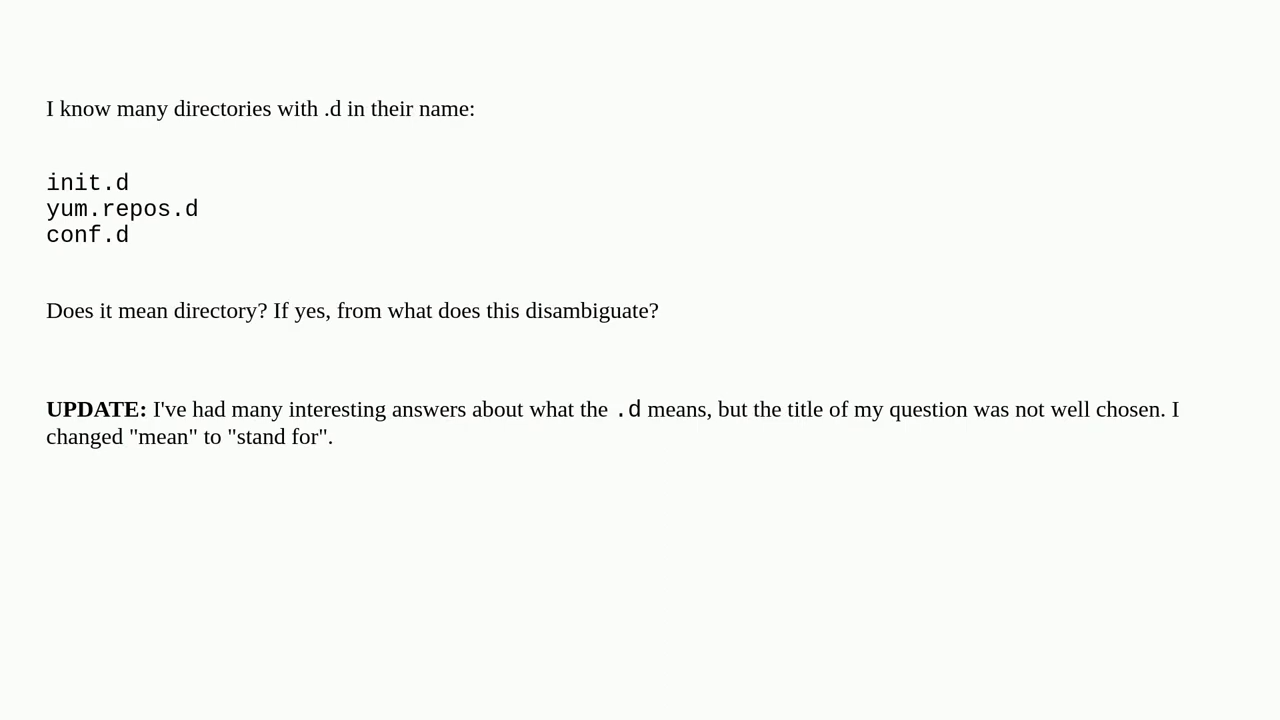 I know many directories with .d in their name:
init.d
yum.repos.d
conf.d
Does it mean directory? If yes, from what does this disambiguate?
UPDATE: I've had many interesting answers about what the .d means, but the title of my question was not well chosen. I
changed "mean" to "stand for".